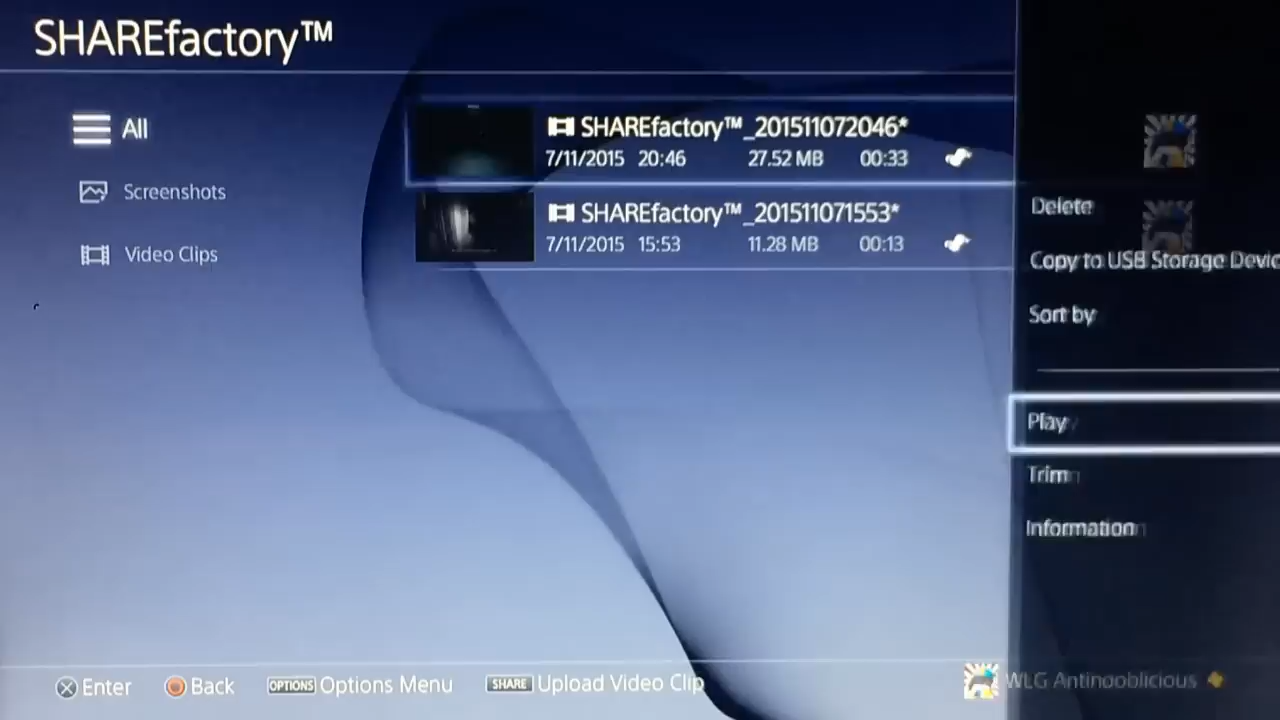 SHAREfactory™
All
Screenshots
Video Clips
SHAREfactory™_201511072046*
7/11/2015 20:46 27.52 MB 00:33
SHAREfactory™_201511071553*
7/11/2015 15:53 11.28 MB 00:13
Delete
Copy to USB Storage Devic
Sort by
Play
Trim
Information
Enter
Back
OPTIONS Options Menu
SHARE Upload Video Clip
WLG Antinooblicious